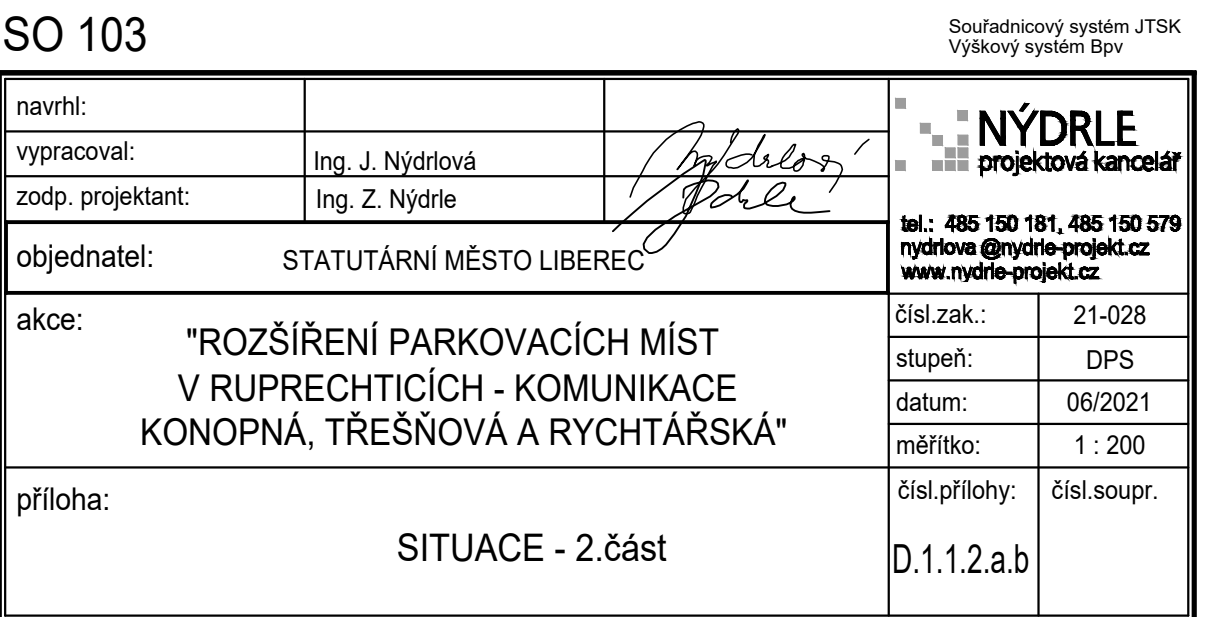 SO 103
Souřadnicový systém JTSK
Výškový systém Bpv
navrhl:
vypracoval:
Ing. J. Nýdrlová
zodp. projektant:
Ing. Z. Nýdrle
objednatel:
STATUTÁRNÍ MĚSTO LIBEREC
NÝDRLE
projektová kancelář
tel.: 485 150 181, 485 150 579
nydrlova @nydrle-projekt.cz
www.nydrle-projekt.cz
akce:
"ROZŠÍŘENÍ PARKOVACÍCH MÍST
V RUPRECHTICÍCH - KOMUNIKACE
KONOPNÁ, TŘEŠŇOVÁ A RYCHTÁŘSKÁ"
čísl.zak.:
21-028
stupeň:
DPS
datum:
06/2021
měřítko:
1 : 200
příloha:
SITUACE - 2.část
čísl.přílohy:
D.1.1.2.a.b
čísl.soupr.